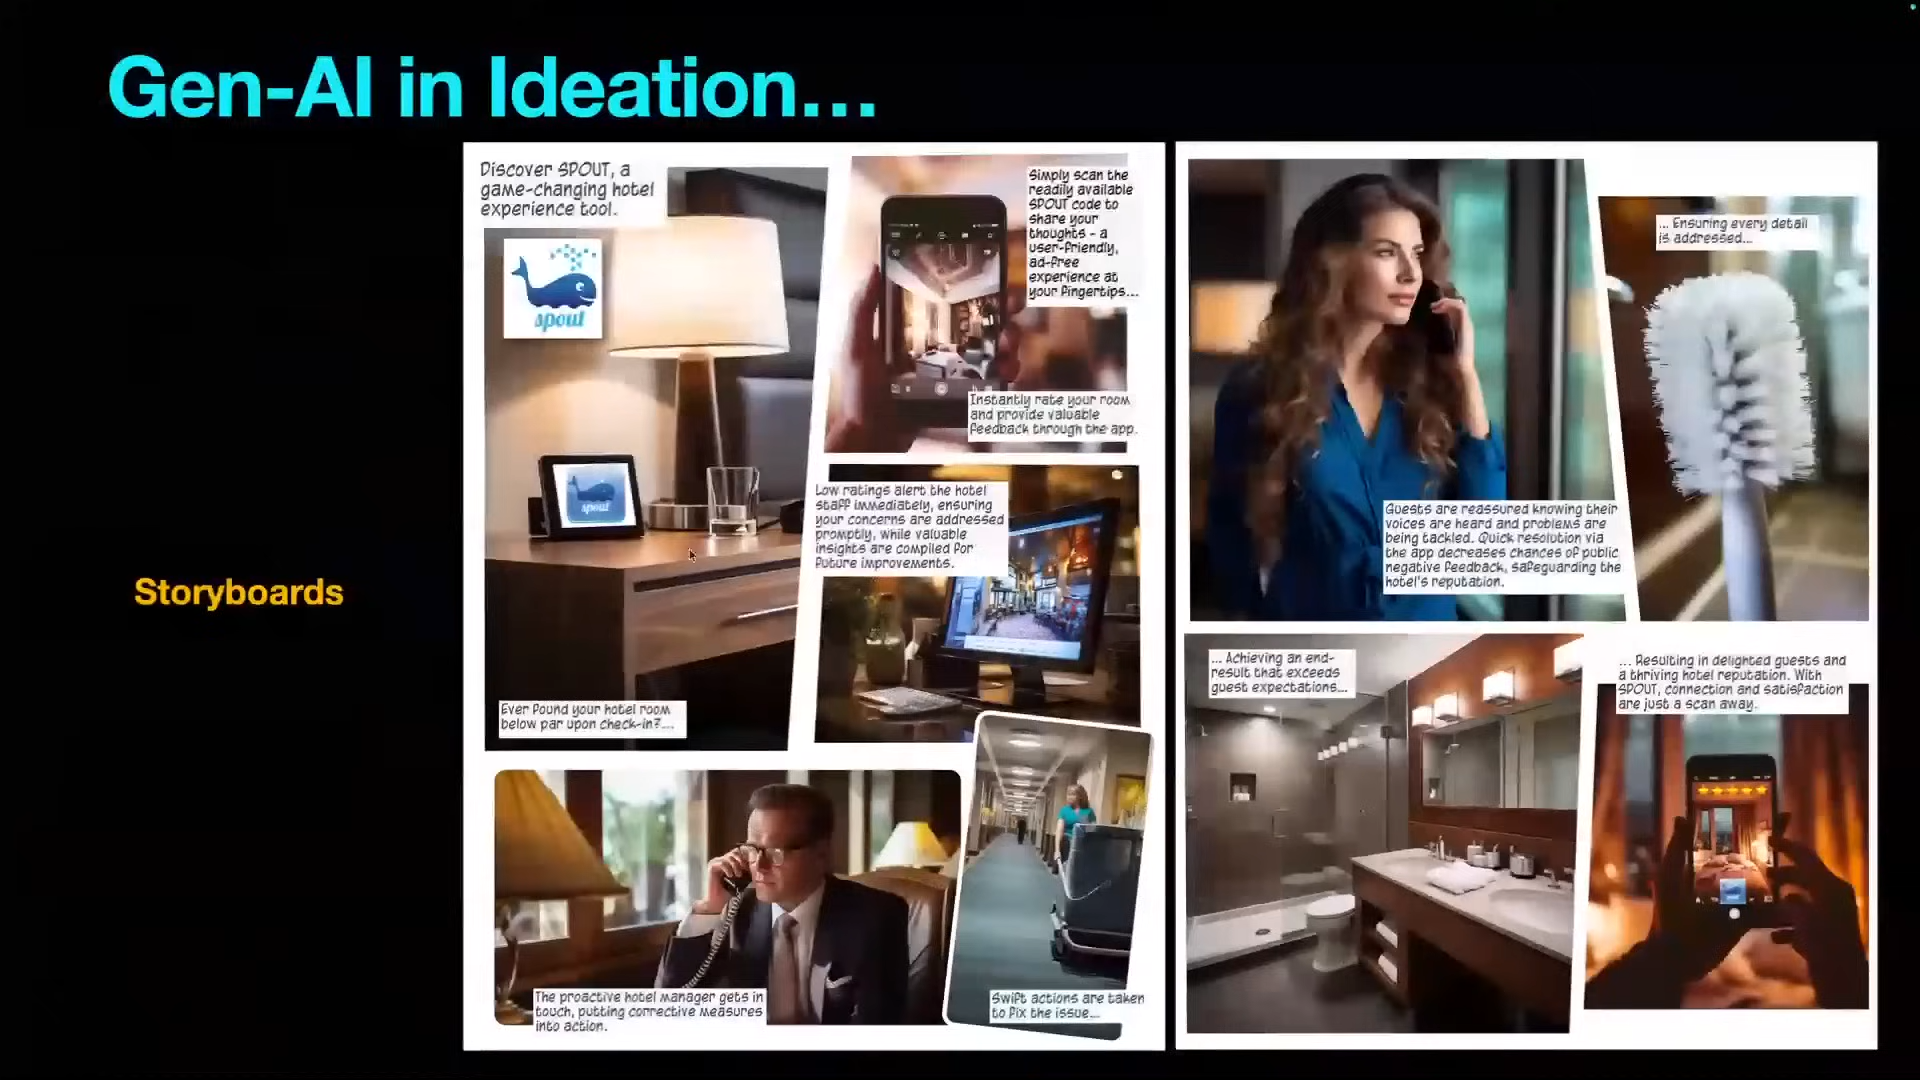 Gen-AI in Ideation...
Storyboards
Discover SPOUT, a
game-changing hotel
experience tool.
spout
spout
Ever found your hotel room
below par upon check-in?....
Simply scan the
readily available
SPOUT code to
share your
thoughts - a
user-friendly,
ad-free
experience at
your fingertips...
Instantly rate your room
and provide valuable
feedback through the app.
Low ratings alert the hotel
staff immediately, ensuring
your concerns are addressed
promptly, while valuable
insights are compiled for
future improvements.
The proactive hotel manager gets in
touch, putting corrective measures
into action.
Swift actions are taken
to fix the issue...
Guests are reassured knowing their
voices are heard and problems are
being tackled. Quick resolution via
the app decreases chances of public
negative feedback, safeguarding the
hotel's reputation.
... Ensuring every detail
is addressed...
... Achieving an end-
result that exceeds
guest expectations...
... Resulting in delighted guests and
a thriving hotel reputation. With
SPOUT, connection and satisfaction
are just a scan away.